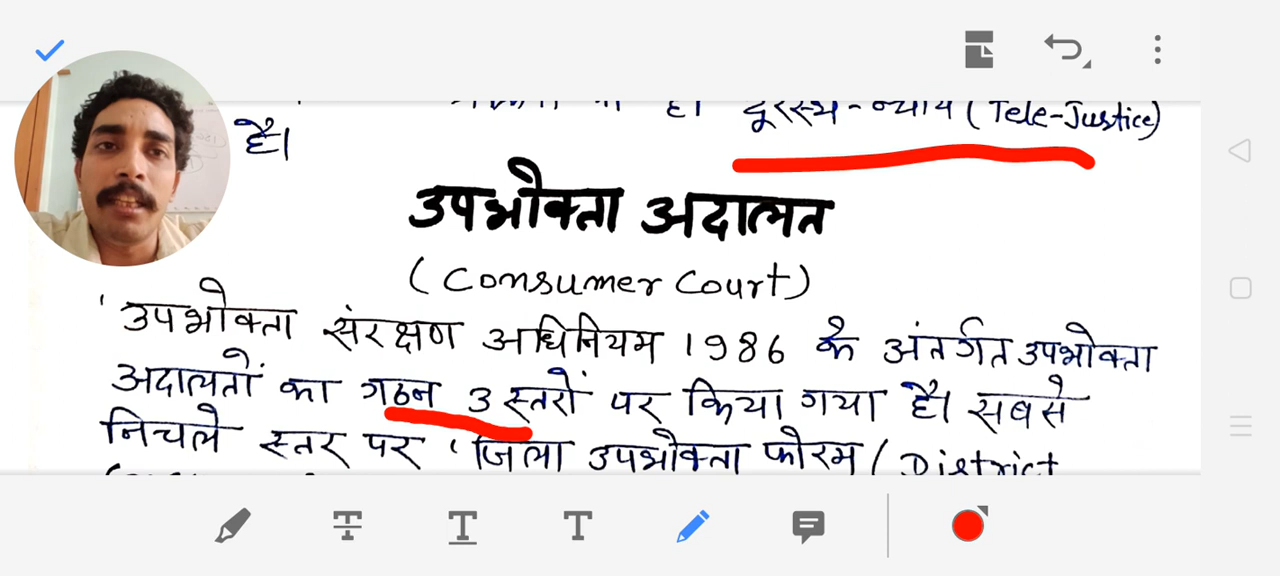 है। दूरस्थ-न्याय (Tele-Justice)
है।
उपभोक्ता अदालत
(Consumer Court)
'उपभोक्ता संरक्षण अधिनियम 1986 के अंतर्गत उपभोक्ता
अदालतों का गठन 3 स्तरों पर किया गया है। सबसे
निचले स्तर पर 'जिला उपभोक्ता फोरम (District
T T T